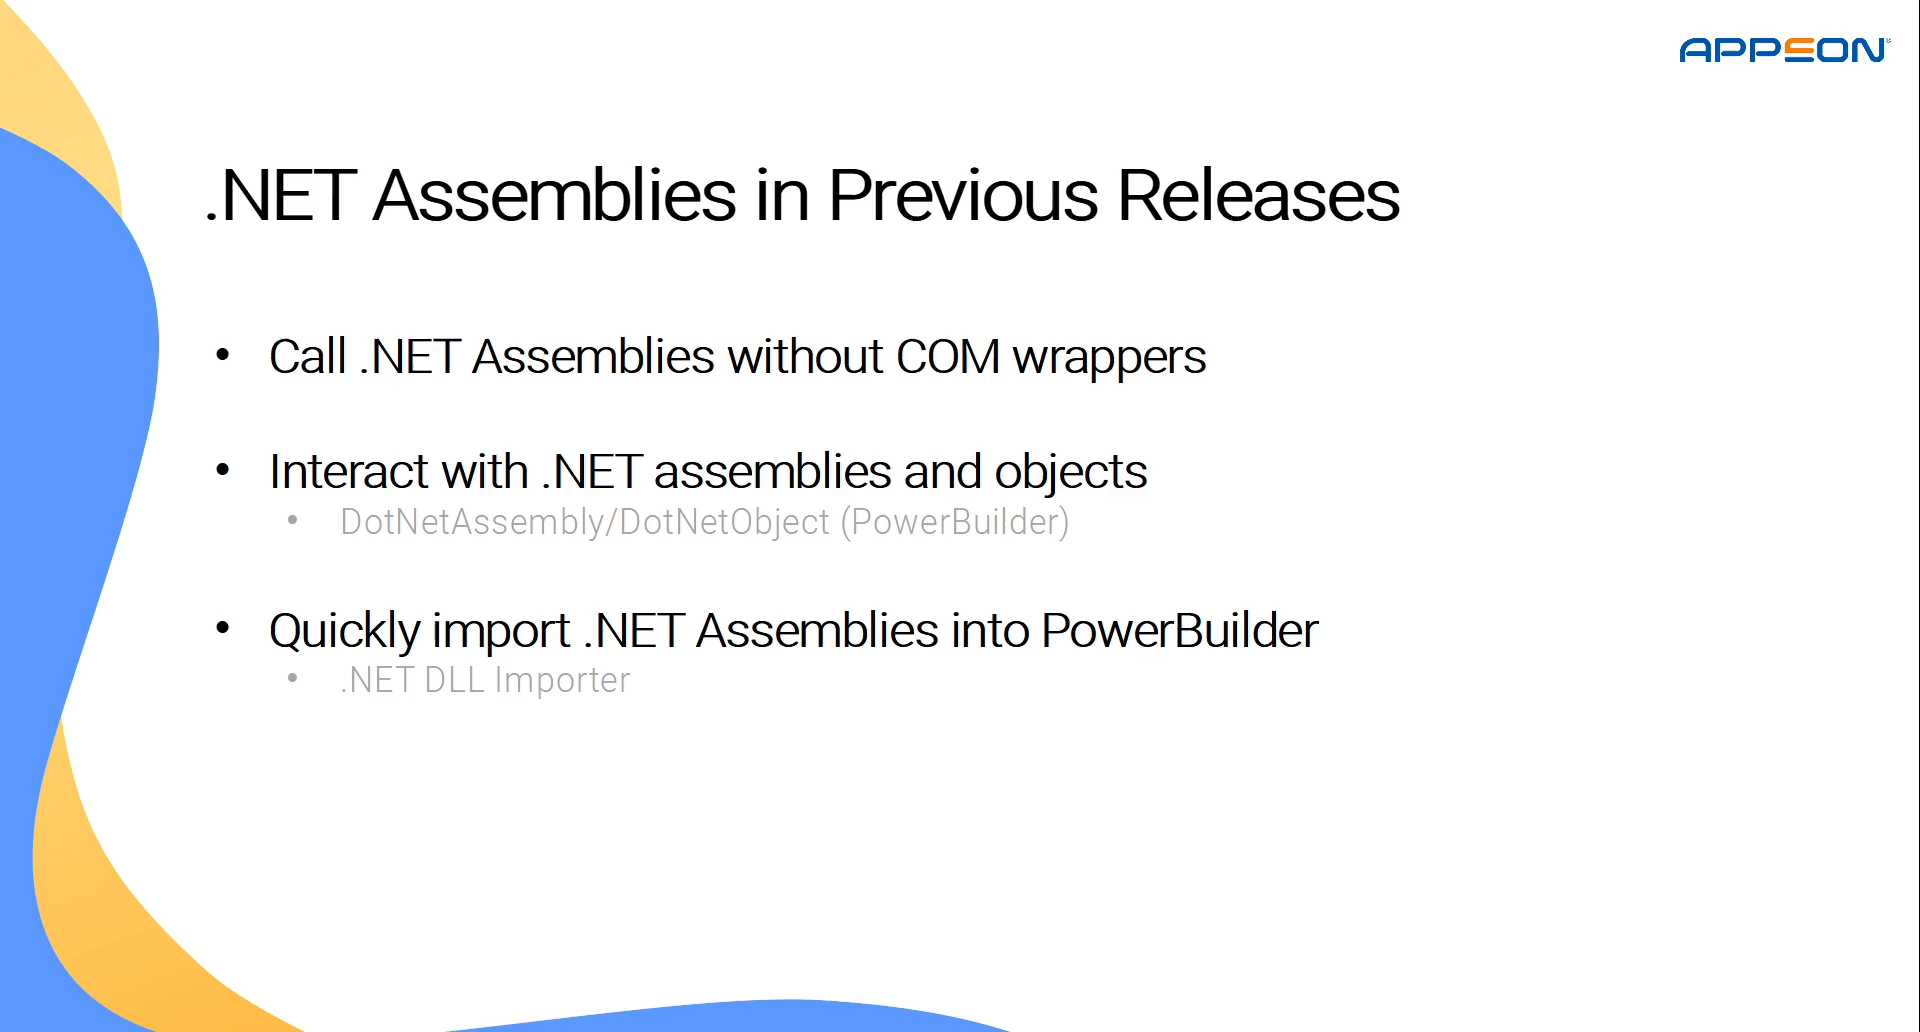 APPEON®
.NET Assemblies in Previous Releases
• Call .NET Assemblies without COM wrappers
• Interact with .NET assemblies and objects
• DotNetAssembly/DotNetObject (PowerBuilder)
• Quickly import .NET Assemblies into PowerBuilder
• .NET DLL Importer